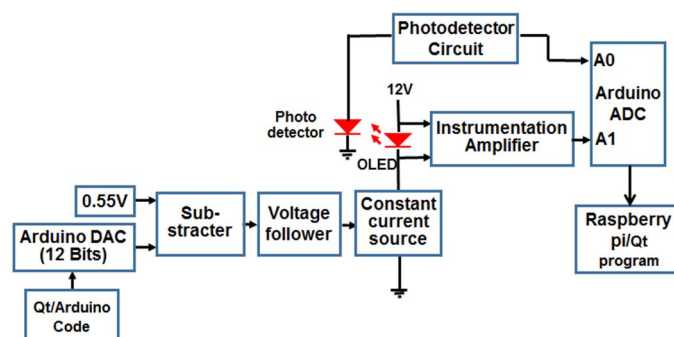 Photodetector
Circuit
A0
Arduino
ADC
A1
12V
Photo
detector
Instrumentation
Amplifier
OLED
0.55V
Sub-
stracter
Voltage
follower
Constant
current
source
Arduino DAC
(12 Bits)
Raspberry
pi/Qt
program
Qt/Arduino
Code